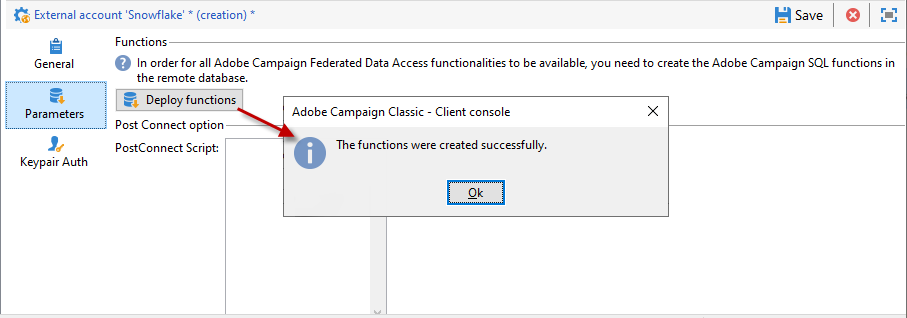 External account 'Snowflake' * (creation) *
Save
General
Parameters
Keypair Auth
Functions
In order for all Adobe Campaign Federated Data Access functionalities to be available, you need to create the Adobe Campaign SQL functions in
the remote database.
Deploy functions
Post Connect option
PostConnect Script:
Adobe Campaign Classic - Client console
The functions were created successfully.
Ok